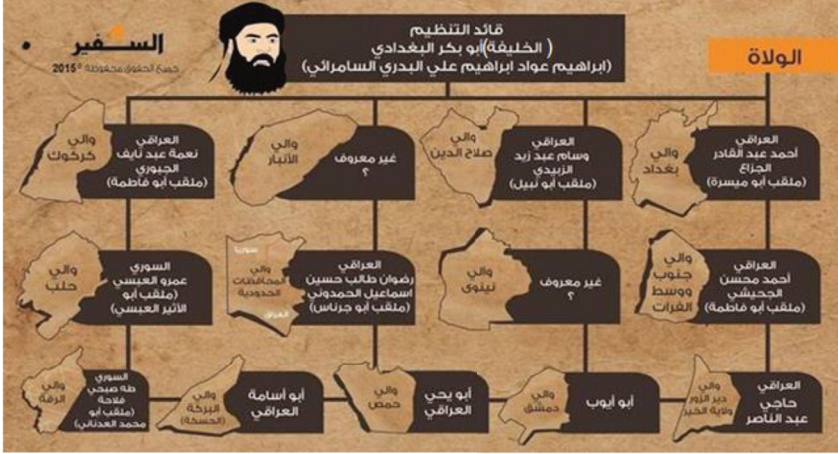 السفير
جميع الحقوق محفوظة © 2015
قائد التنظيم
(الخليفة)أبو بكر البغدادي
(ابراهيم عواد ابراهيم علي البدري السامرائي)
الولاة
العراقي
أحمد عبد القادر
الجزاع
(ملقب أبو ميسرة)
والي
بغداد
العراقي
وسام عبد زيد
الزبيدي
(ملقب أبو نبيل)
والي
صلاح الدين
غير معروف
؟
والي
الأنبار
العراقي
نعمة عبد نايف
الجبوري
(ملقب أبو فاطمة)
والي
كركوك
العراقي
أحمد محسن
الجحيشي
(ملقب أبو فاطمة)
والي
جنوب
ووسط
الفرات
غير معروف
؟
والي
نينوى
العراقي
رضوان طالب حسين
اسماعيل الحمدوني
(ملقب أبو جرناس)
سوريا
والي
المحافظات
الحدودية
العراق
السوري
عمرو العبسي
(ملقب أبو
الأثير العبسي)
والي
حلب
العراقي
حاجي
عبد الناصر
والي
دير الزور
ولاية الخير
أبو أيوب
والي
دمشق
أبو يحي
العراقي
والي
حمص
أبو أسامة
العراقي
والي
البركة
(الحسكة)
السوري
طه صبحي
فلاحة
(ملقب أبو
محمد العدناني)
والي
الرقة